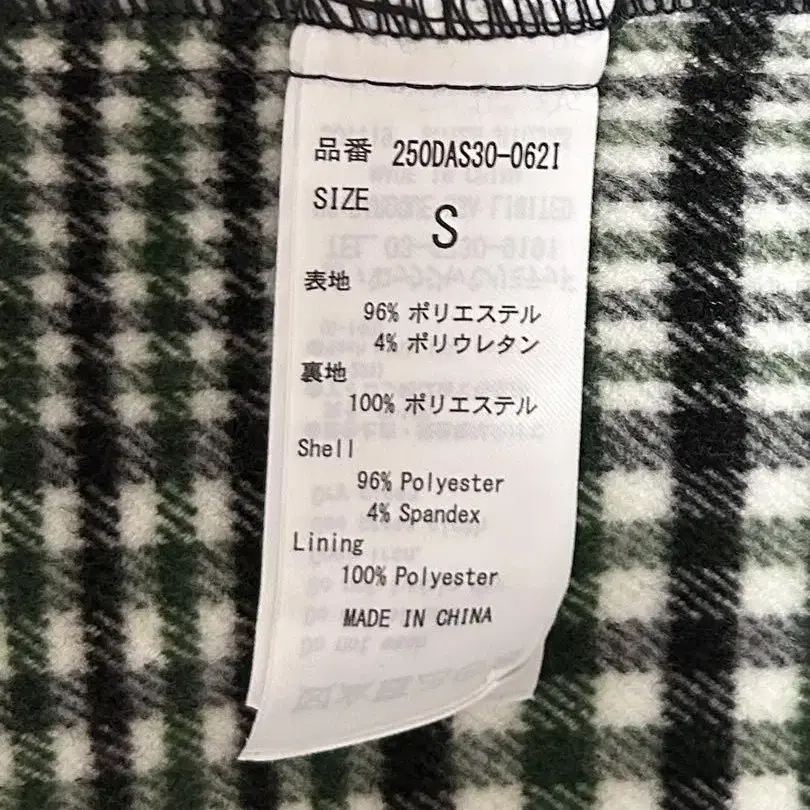 品番 250DAS30-062I
SIZE
S
表地
96% ポリエステル
4% ポリウレタン
裏地
100% ポリエステル
Shell
96% Polyester
4% Spandex
Lining
100% Polyester
MADE IN CHINA